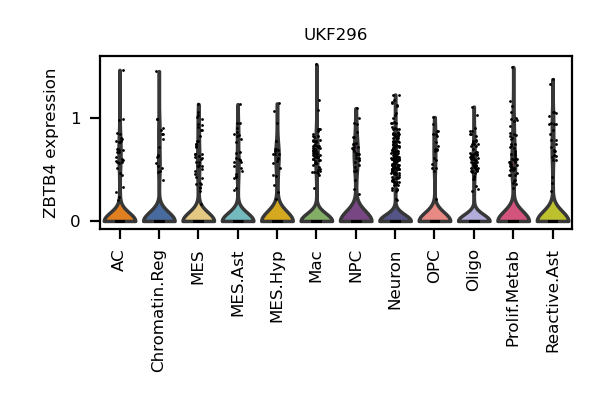 UKF296
ZBTB4 expression
1
0
AC
Chromatin.Reg
MES
MES.Ast
MES.Hyp
Mac
NPC
Neuron
OPC
Oligo
Prolif.Metab
Reactive.Ast